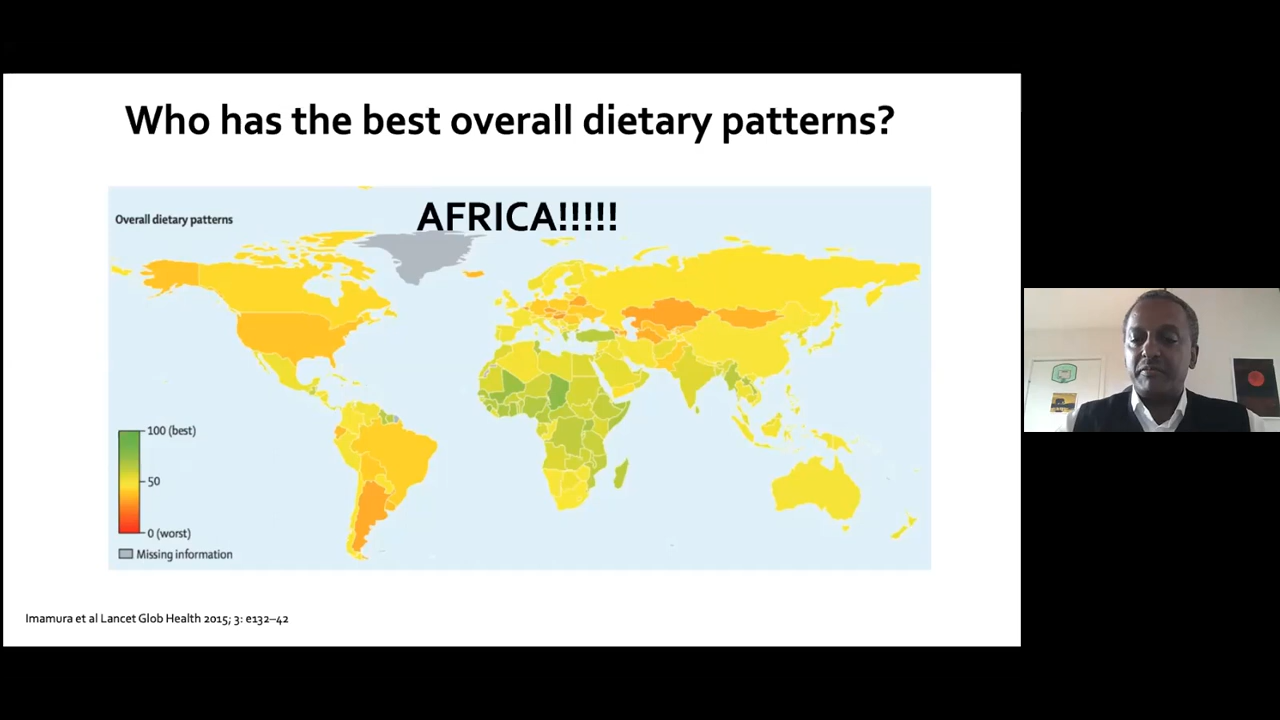 Who has the best overall dietary patterns?
AFRICA!!!!!
Overall dietary patterns
100 (best)
50
0 (worst)
Missing information
Imamura et al Lancet Glob Health 2015; 3: e132–42